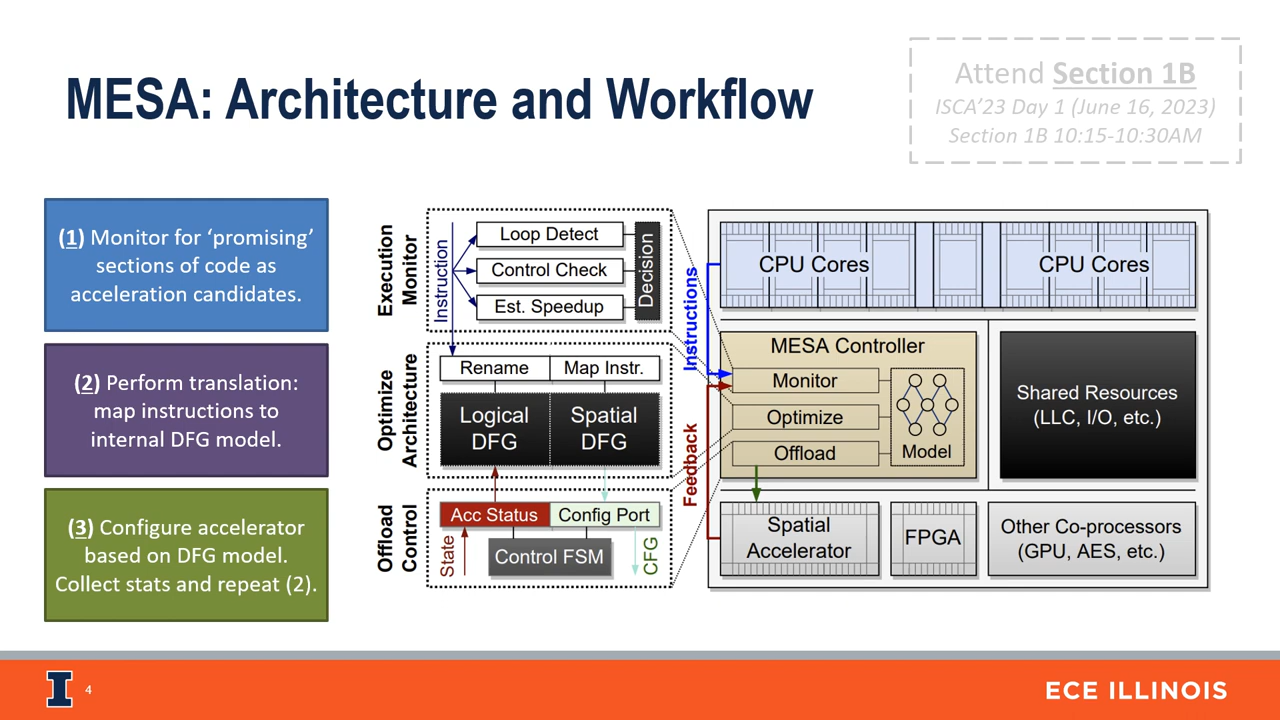 MESA: Architecture and Workflow
Attend Section 1B
ISCA'23 Day 1 (June 16, 2023)
Section 1B 10:15-10:30AM
(1) Monitor for ‘promising’
sections of code as
acceleration candidates.
(2) Perform translation:
map instructions to
internal DFG model.
(3) Configure accelerator
based on DFG model.
Collect stats and repeat (2).
Execution
Monitor
Instruction
Loop Detect
Control Check
Est. Speedup
Decision
Optimize
Architecture
Rename
Map Instr.
Logical
DFG
Spatial
DFG
Offload
Control
Acc Status
Config Port
State
Control FSM
CFG
Instructions
Feedback
CPU Cores
CPU Cores
MESA Controller
Monitor
Optimize
Offload
Model
Shared Resources
(LLC, I/O, etc.)
Spatial
Accelerator
FPGA
Other Co-processors
(GPU, AES, etc.)
I
4
ECE ILLINOIS